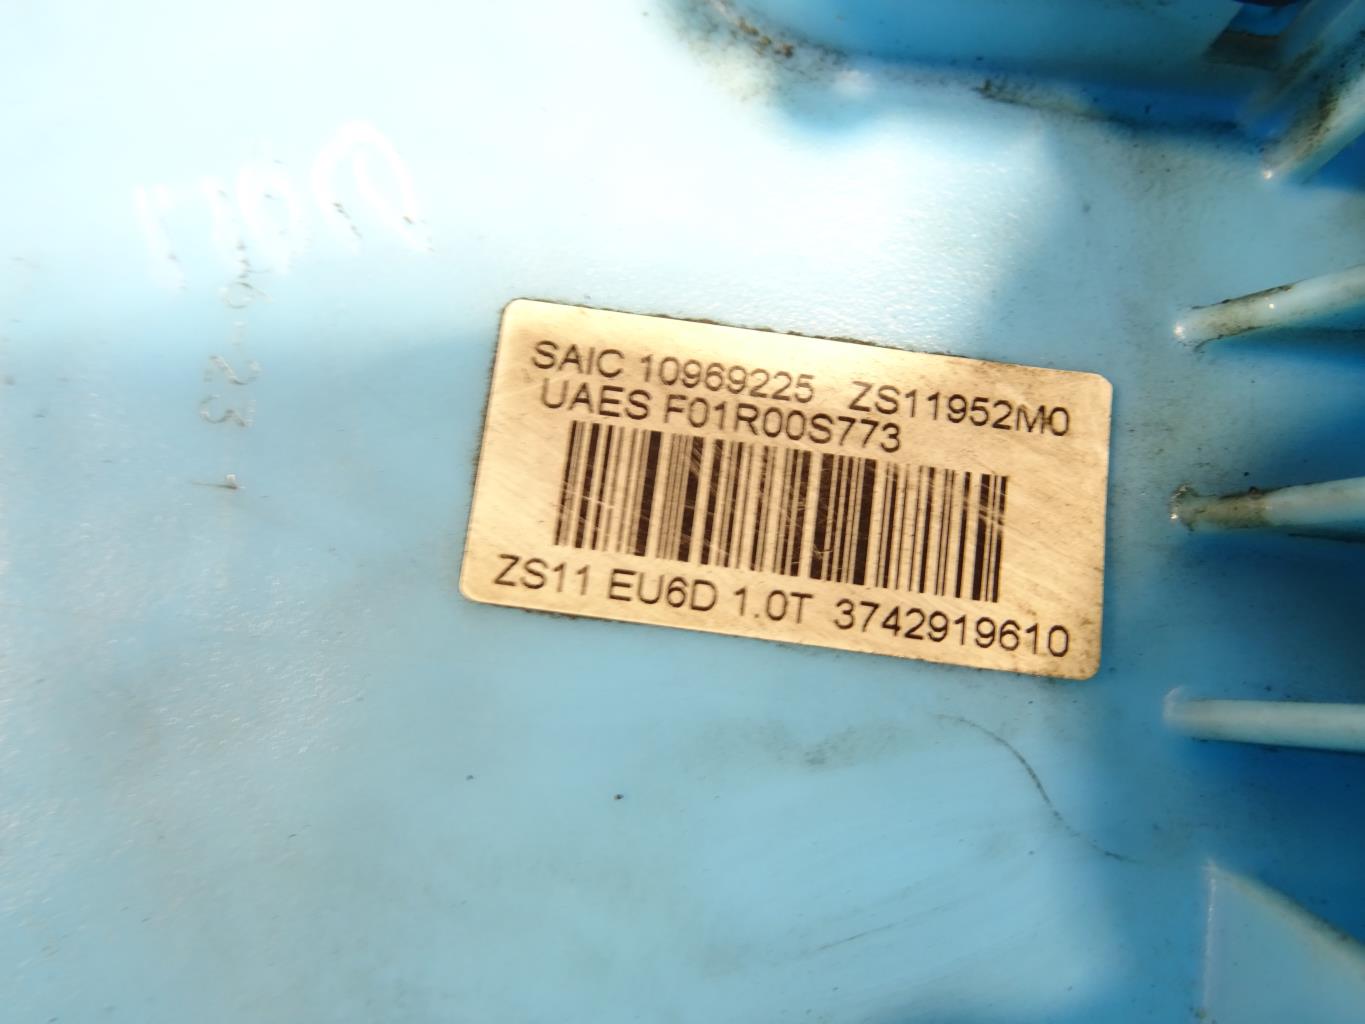 SAIC 10969225 ZS11952M0
UAES F01R00S773
ZS11 EU6D 1.0T 3742919610